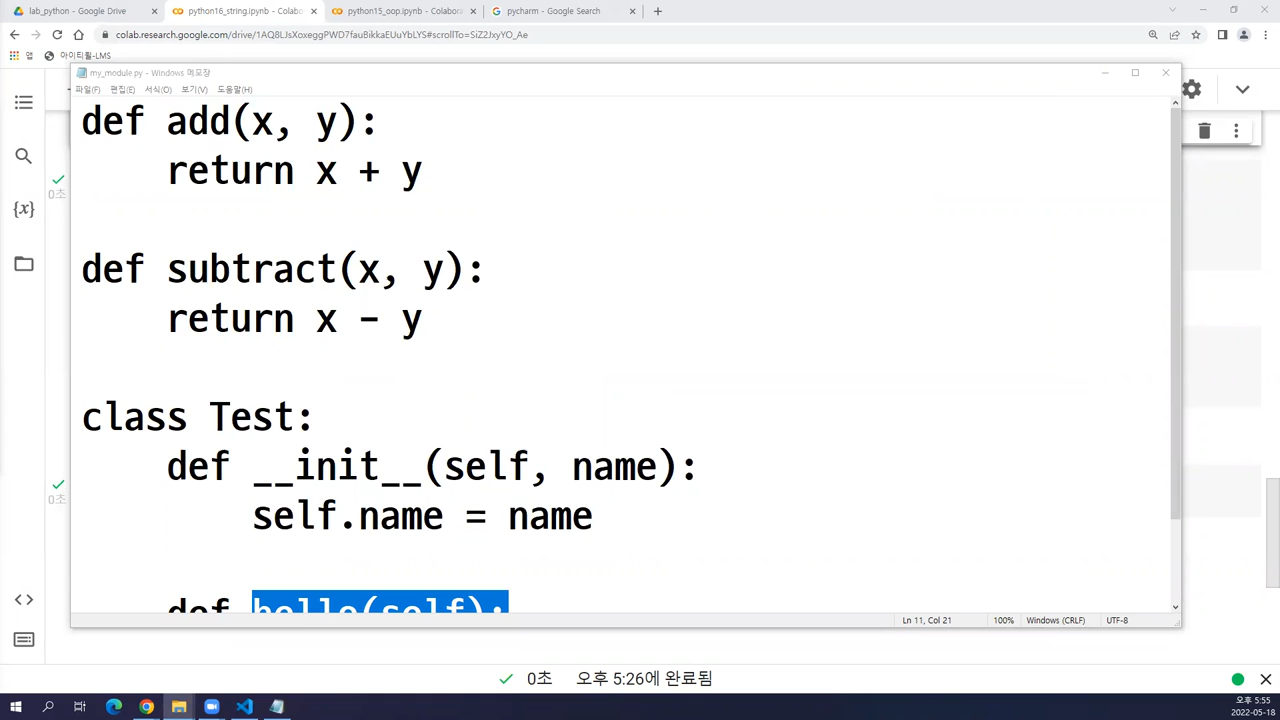 lab_python - Google Drive
python16_string.ipynb - Colabo
python15_oop.ipynb - Colabora
pycharm - Google Search
colab.research.google.com/drive/1AQ8LJsXoxeggPWD7fauBikkaEUuYbLYS#scrollTo=SiZ2JxyYO_Ae
앱
아이티윌-LMS
my_module.py - Windows 메모장
파일(F) 편집(E) 서식(O) 보기(V) 도움말(H)
def add(x, y):
    return x + y
def subtract(x, y):
    return x - y
class Test:
    def __init__(self, name):
        self.name = name
    def hello(self):
Ln 11, Col 21
100%
Windows (CRLF)
UTF-8
{x}
0초
0초
0초 오후 5:26에 완료됨
오후 5:55
2022-05-18